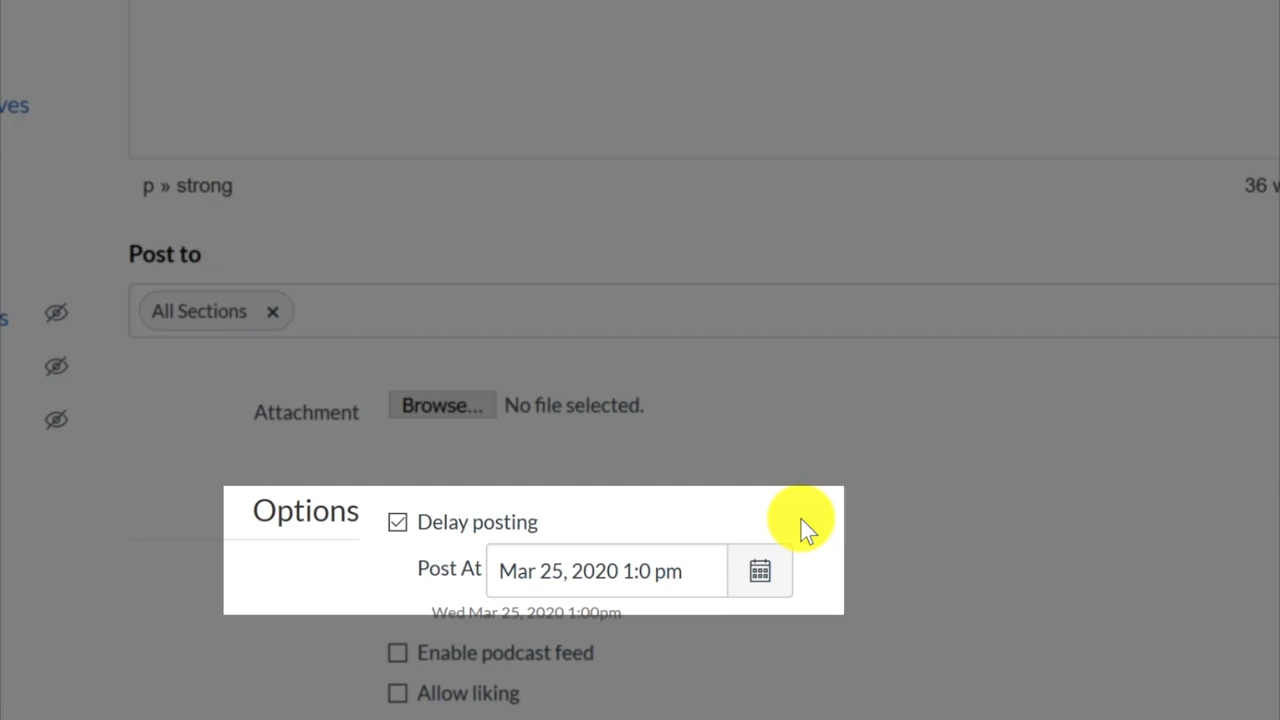 ves
p » strong
36 w
Post to
All Sections ×
s
Attachment
Browse... No file selected.
Options
Delay posting
Post At Mar 25, 2020 1:0 pm
Wed Mar 25, 2020 1:00pm
Enable podcast feed
Allow liking